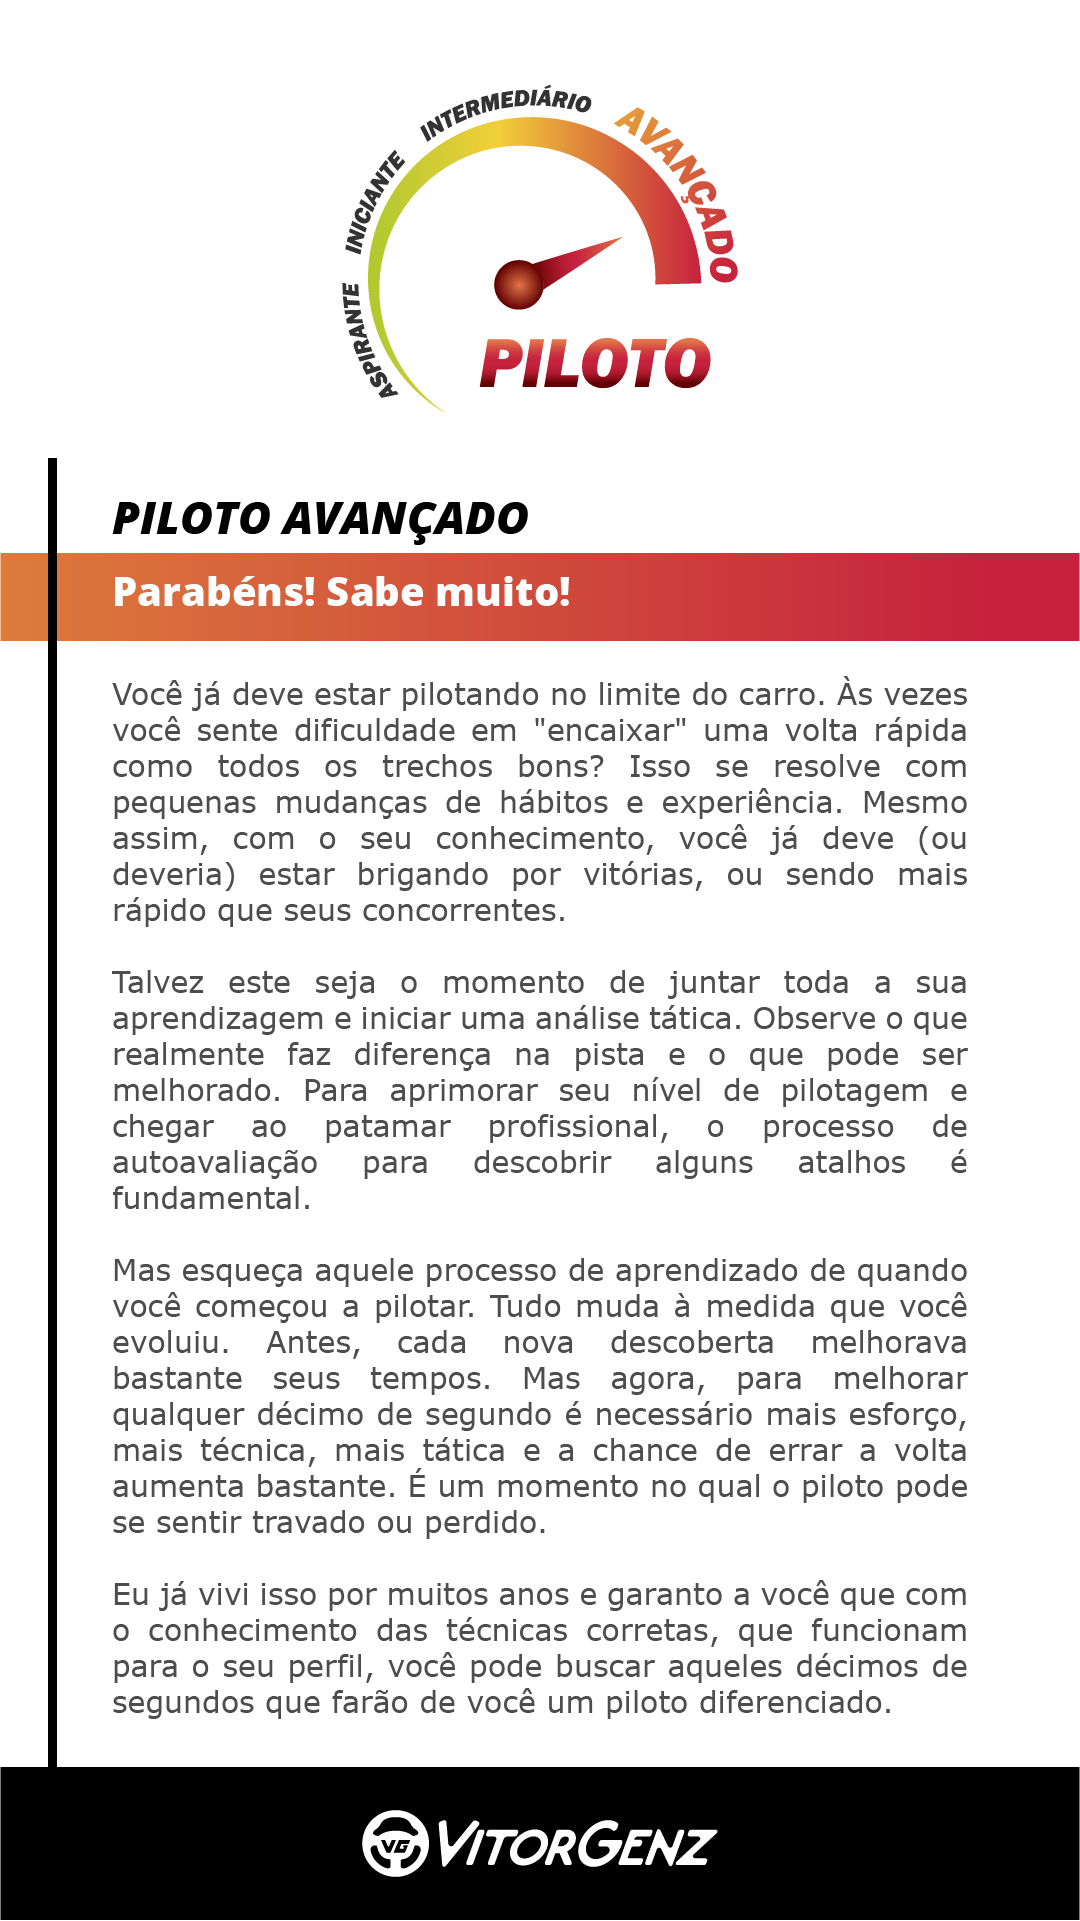 ASPIRANTE
INICIANTE
INTERMEDIÁRIO
AVANÇADO
PILOTO
PILOTO AVANÇADO
Parabéns! Sabe muito!
Você já deve estar pilotando no limite do carro. Às vezes
você sente dificuldade em "encaixar" uma volta rápida
como todos os trechos bons? Isso se resolve com
pequenas mudanças de hábitos e experiência. Mesmo
assim, com o seu conhecimento, você já deve (ou
deveria) estar brigando por vitórias, ou sendo mais
rápido que seus concorrentes.
Talvez este seja o momento de juntar toda a sua
aprendizagem e iniciar uma análise tática. Observe o que
realmente faz diferença na pista e o que pode ser
melhorado. Para aprimorar seu nível de pilotagem e
chegar ao patamar profissional, o processo de
autoavaliação para descobrir alguns atalhos é
fundamental.
Mas esqueça aquele processo de aprendizado de quando
você começou a pilotar. Tudo muda à medida que você
evoluiu. Antes, cada nova descoberta melhorava
bastante seus tempos. Mas agora, para melhorar
qualquer décimo de segundo é necessário mais esforço,
mais técnica, mais tática e a chance de errar a volta
aumenta bastante. É um momento no qual o piloto pode
se sentir travado ou perdido.
Eu já vivi isso por muitos anos e garanto a você que com
o conhecimento das técnicas corretas, que funcionam
para o seu perfil, você pode buscar aqueles décimos de
segundos que farão de você um piloto diferenciado.
VG VITORGENZ